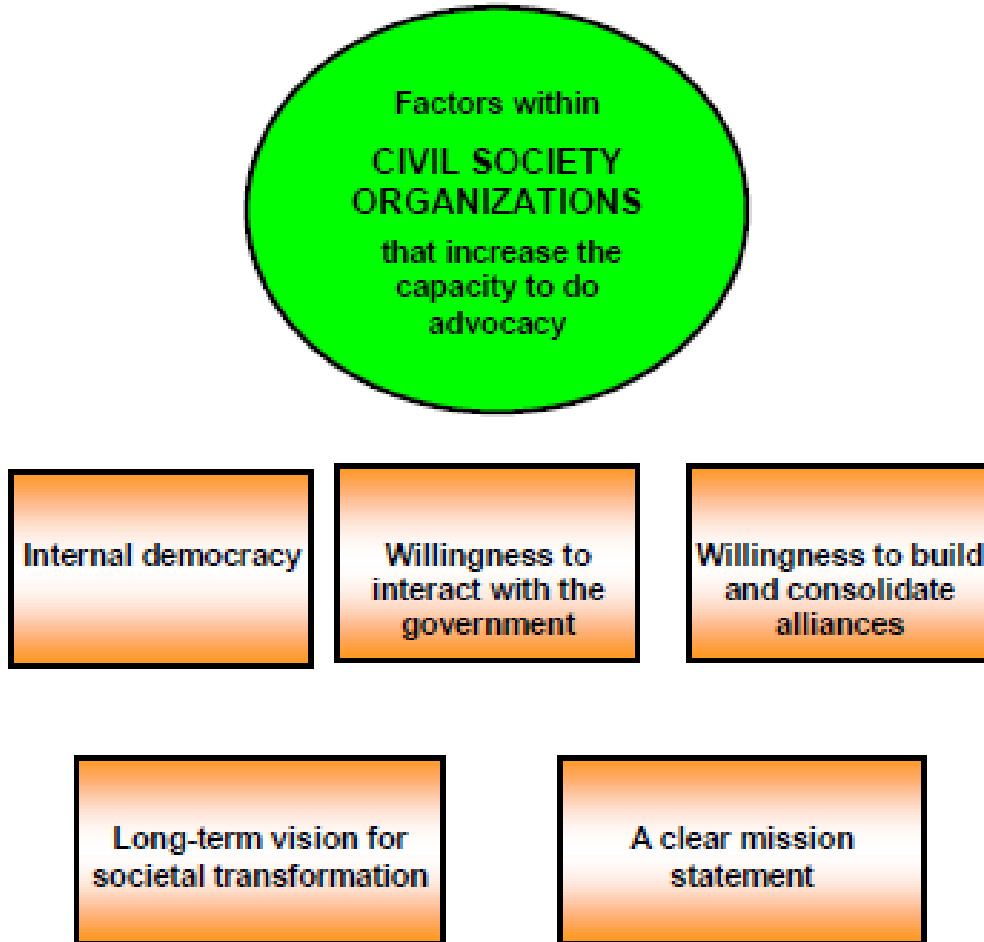 Factors within
CIVIL SOCIETY
ORGANIZATIONS
that increase the
capacity to do
advocacy
Internal democracy
Willingness to
interact with the
government
Willingness to build
and consolidate
alliances
Long-term vision for
societal transformation
A clear mission
statement